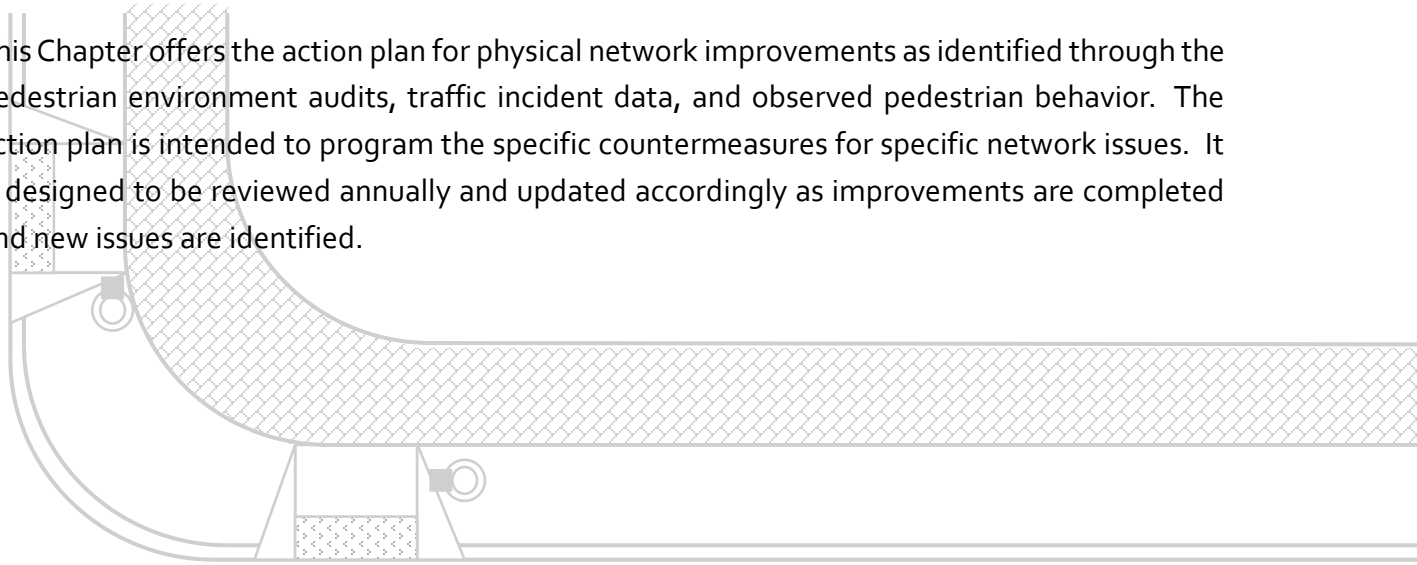 his Chapter offers the action plan for physical network improvements as identified through the
edestrian environment audits, traffic incident data, and observed pedestrian behavior. The
ction plan is intended to program the specific countermeasures for specific network issues. It
designed to be reviewed annually and updated accordingly as improvements are completed
nd new issues are identified.